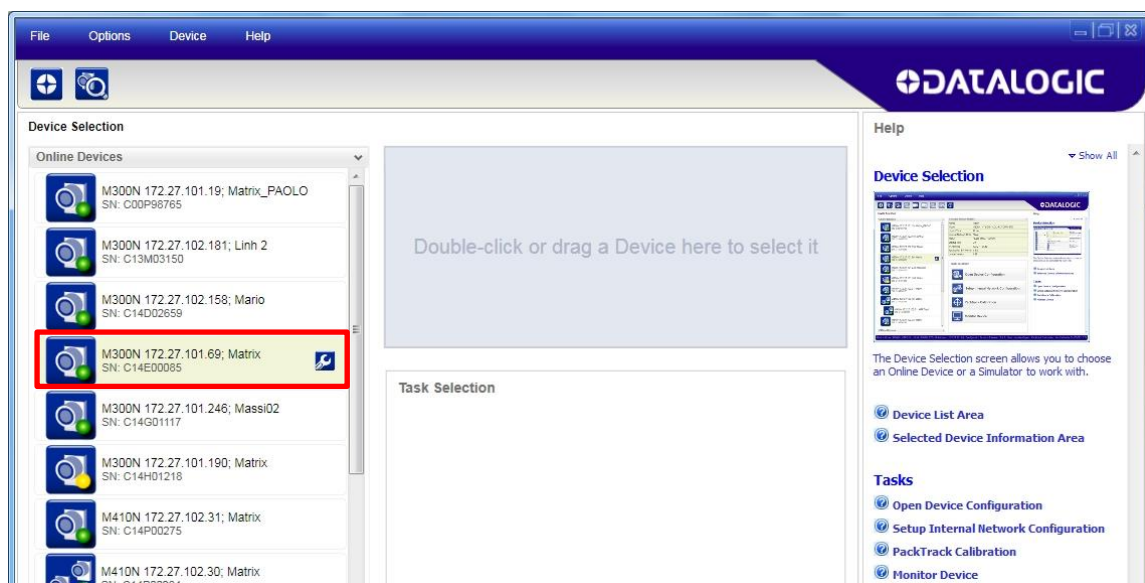 File Options Device Help
DATALOGIC
Device Selection
Online Devices
M300N 172.27.101.19; Matrix_PAOLO
SN: C00P98765
M300N 172.27.102.181; Linh 2
SN: C13M03150
M300N 172.27.102.158; Mario
SN: C14D02659
M300N 172.27.101.69; Matrix
SN: C14E00085
M300N 172.27.101.246; Massi02
SN: C14G01117
M300N 172.27.101.190; Matrix
SN: C14H01218
M410N 172.27.102.31; Matrix
SN: C14P00275
M410N 172.27.102.30; Matrix
Double-click or drag a Device here to select it
Task Selection
Help
Show All
Device Selection
The Device Selection screen allows you to choose
an Online Device or a Simulator to work with.
Device List Area
Selected Device Information Area
Tasks
Open Device Configuration
Setup Internal Network Configuration
PackTrack Calibration
Monitor Device